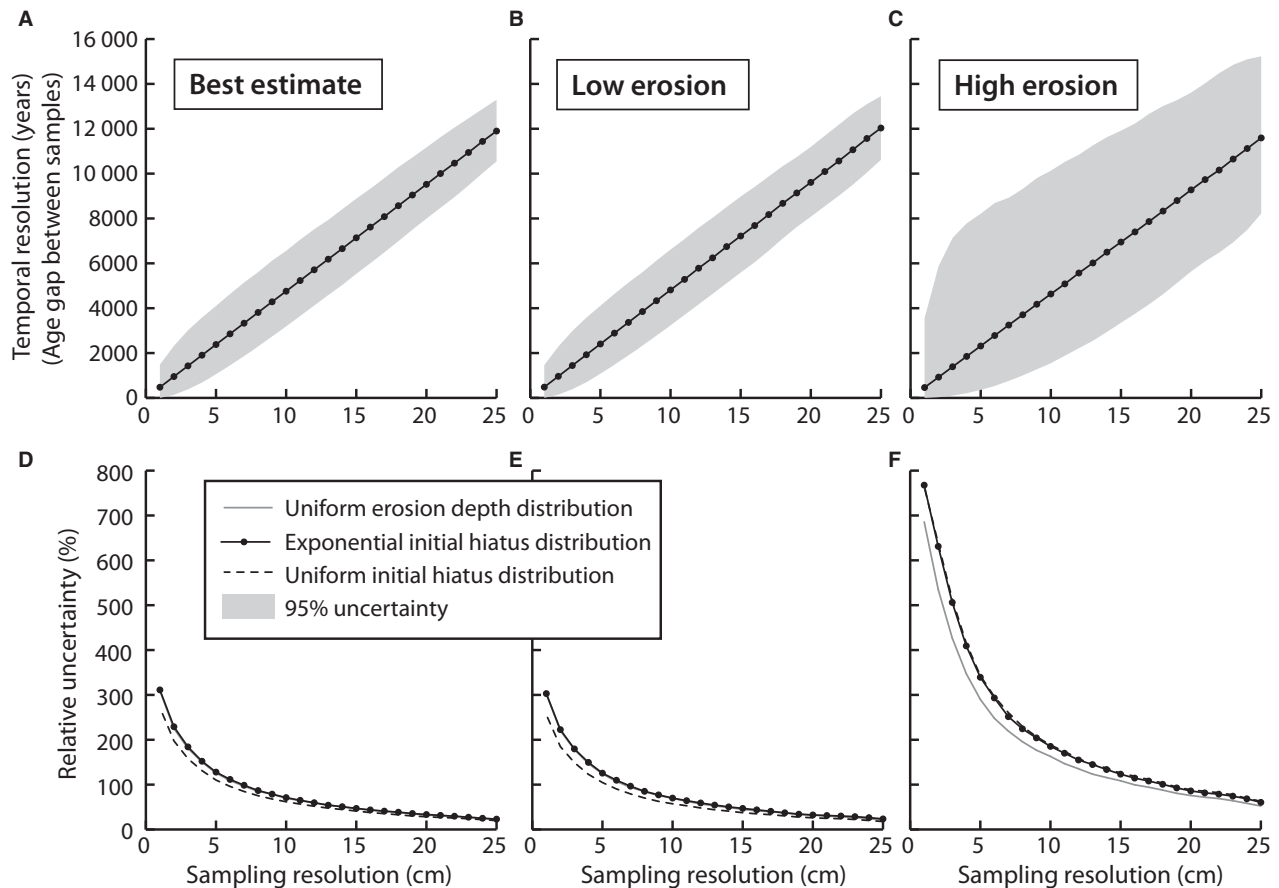 A
B
C
16 000
14 000
12 000
10 000
8000
6000
4000
2000
0
Temporal resolution (years)
(Age gap between samples)
Best estimate
Low erosion
High erosion
0 5 10 15 20 25
0 5 10 15 20 25
0 5 10 15 20 25
D
E
F
800
700
600
500
400
300
200
100
0
Relative uncertainty (%)
Uniform erosion depth distribution
Exponential initial hiatus distribution
Uniform initial hiatus distribution
95% uncertainty
0 5 10 15 20 25
0 5 10 15 20 25
0 5 10 15 20 25
Sampling resolution (cm)
Sampling resolution (cm)
Sampling resolution (cm)